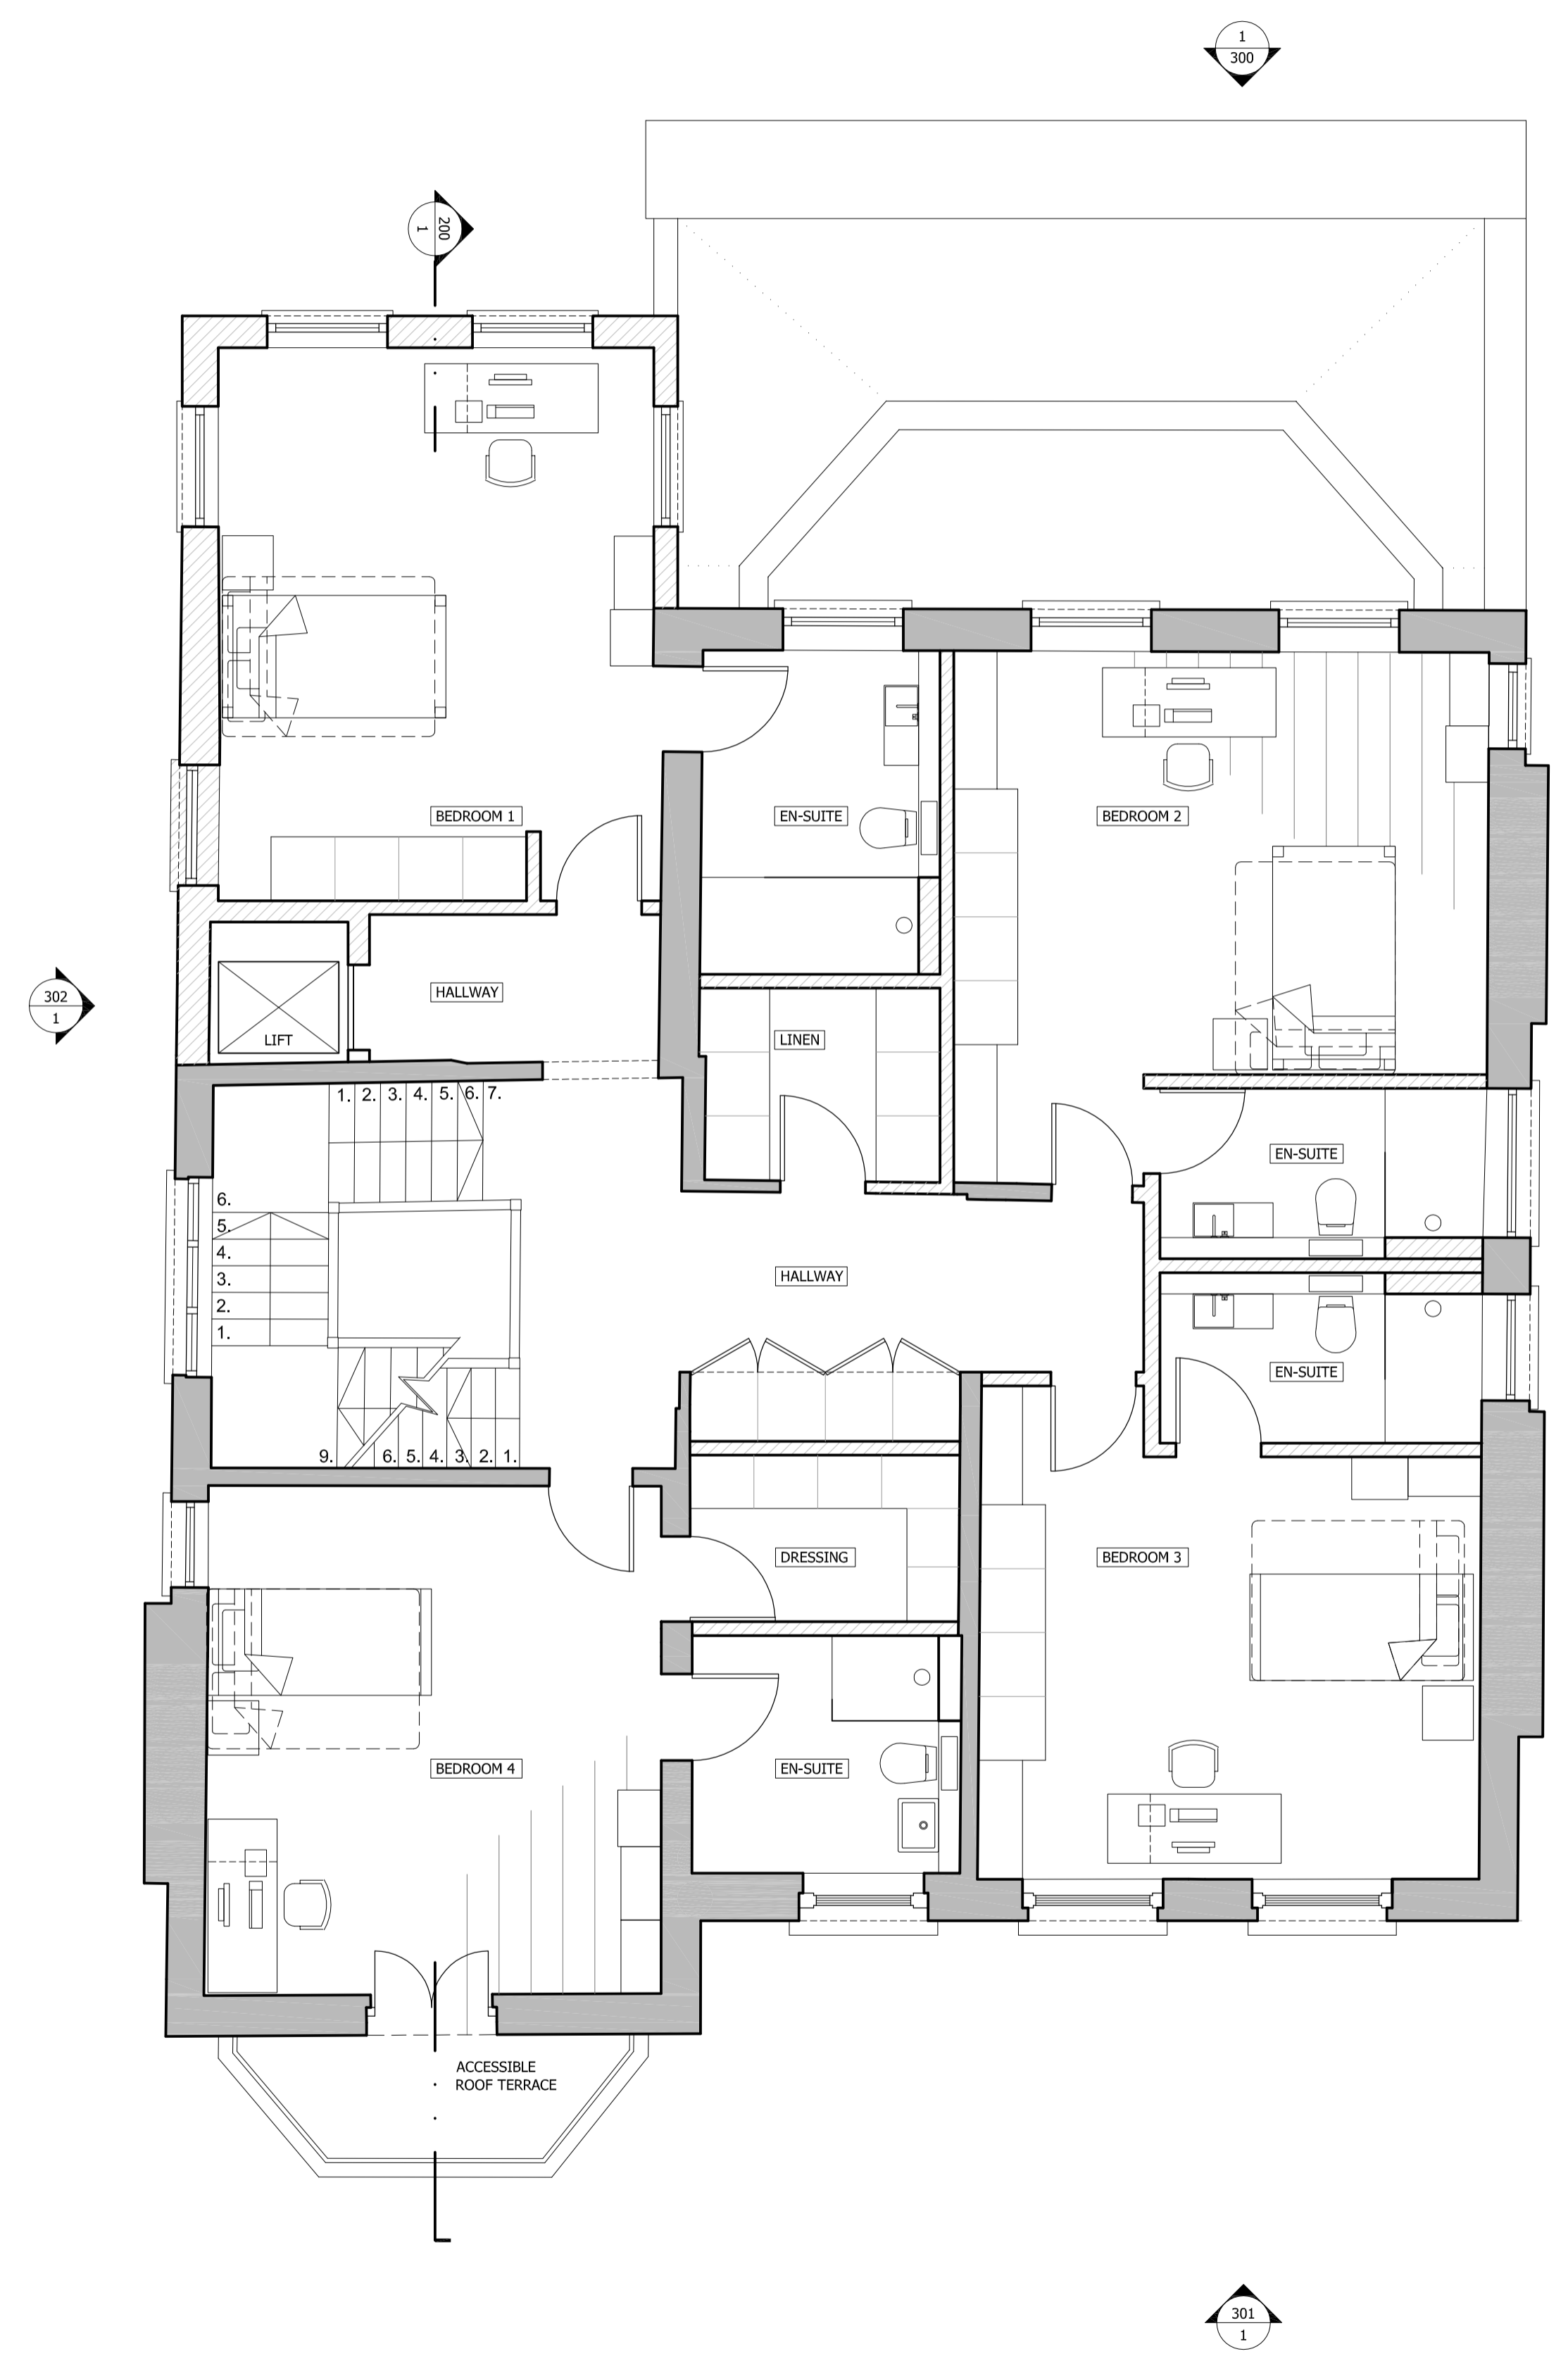 1
300
200
1
BEDROOM 1
EN-SUITE
BEDROOM 2
302
1
HALLWAY
LIFT
LINEN
1. 2. 3. 4. 5. 6. 7.
EN-SUITE
6.
5.
4.
3.
2.
1.
HALLWAY
EN-SUITE
9. 6. 5. 4. 3. 2. 1.
DRESSING
BEDROOM 3
BEDROOM 4
EN-SUITE
ACCESSIBLE
ROOF TERRACE
301
1